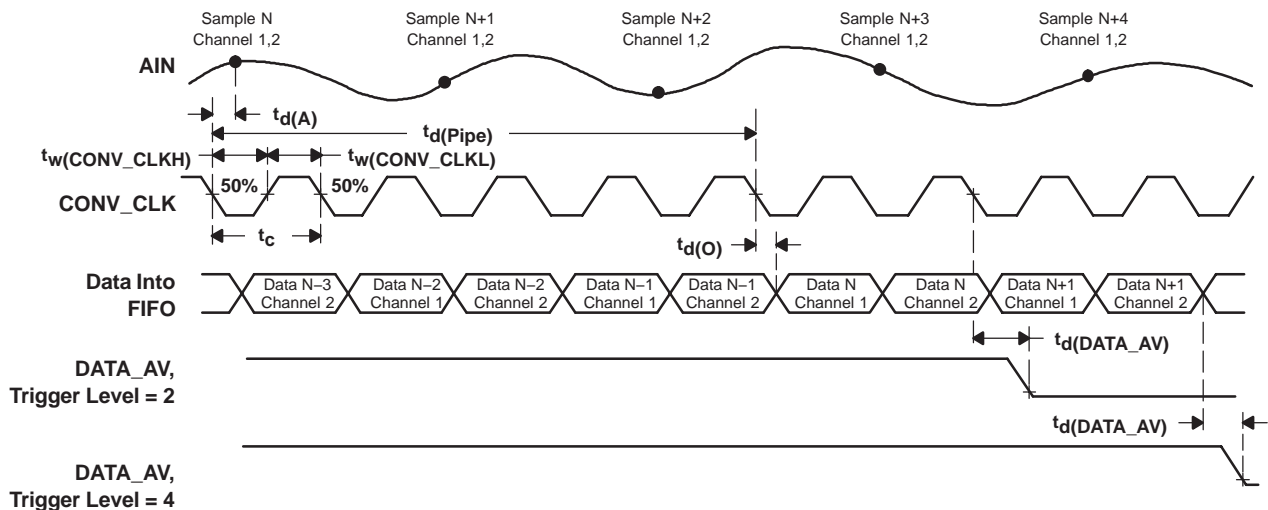 Sample N
Channel 1,2
Sample N+1
Channel 1,2
Sample N+2
Channel 1,2
Sample N+3
Channel 1,2
Sample N+4
Channel 1,2
AIN
td(A)
td(Pipe)
tw(CONV_CLKH)
tw(CONV_CLKL)
50%
50%
CONV_CLK
tc
td(O)
Data Into
FIFO
Data N–3
Channel 2
Data N–2
Channel 1
Data N–2
Channel 2
Data N–1
Channel 1
Data N–1
Channel 2
Data N
Channel 1
Data N
Channel 2
Data N+1
Channel 1
Data N+1
Channel 2
td(DATA_AV)
DATA_AV,
Trigger Level = 2
td(DATA_AV)
DATA_AV,
Trigger Level = 4